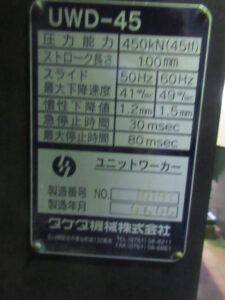 UWD-45
圧力能力 450kN(45tf)
ストローク長さ 100mm
スライド 50Hz 60Hz
最大下降速度 41mm/s 49mm/s
慣性下降値 1.2mm 1.5mm
急停止時間 30msec
最大停止時間 80msec
ユニットワーカー
製造番号 NO.
製造年月
タケダ機械株式会社